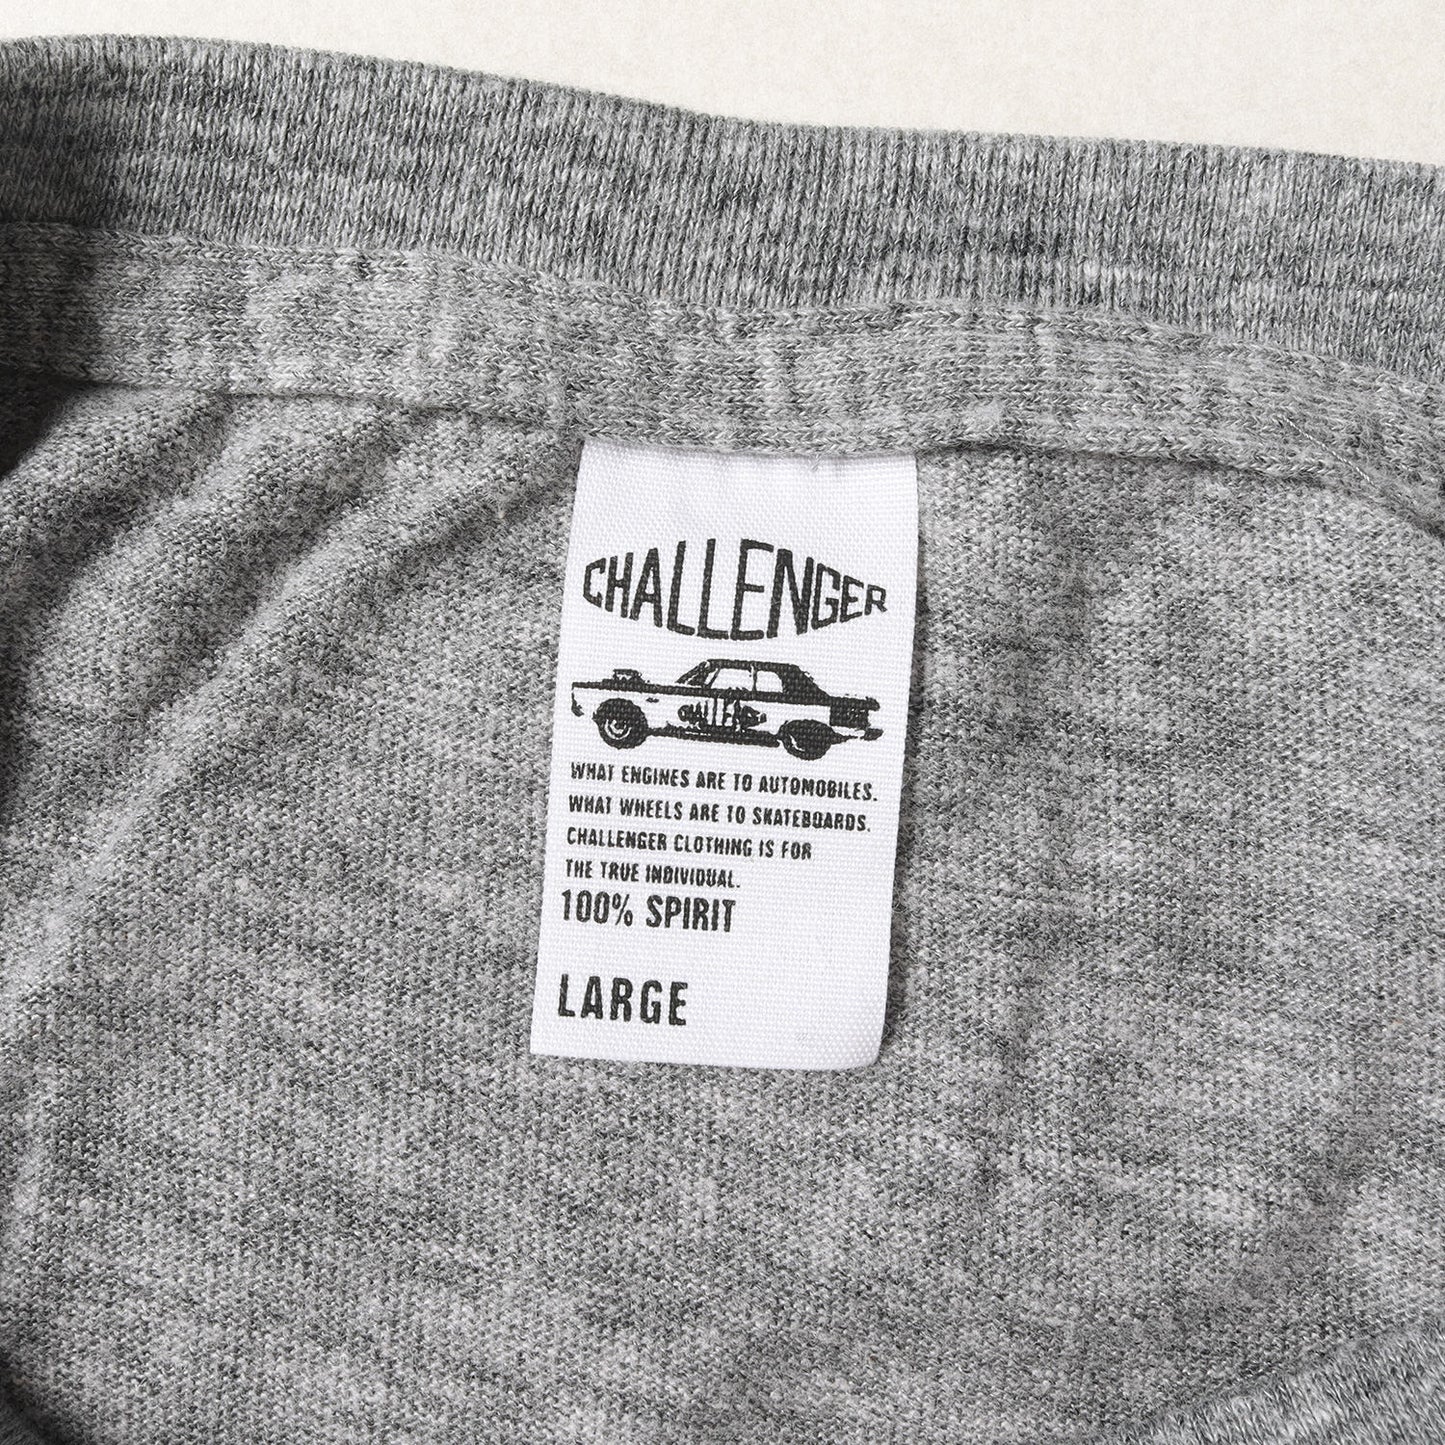 CHALLENGER
CHALLENGER
WHAT ENGINES ARE TO AUTOMOBILES.
WHAT WHEELS ARE TO SKATEBOARDS.
CHALLENGER CLOTHING IS FOR
THE TRUE INDIVIDUAL.
100% SPIRIT
LARGE